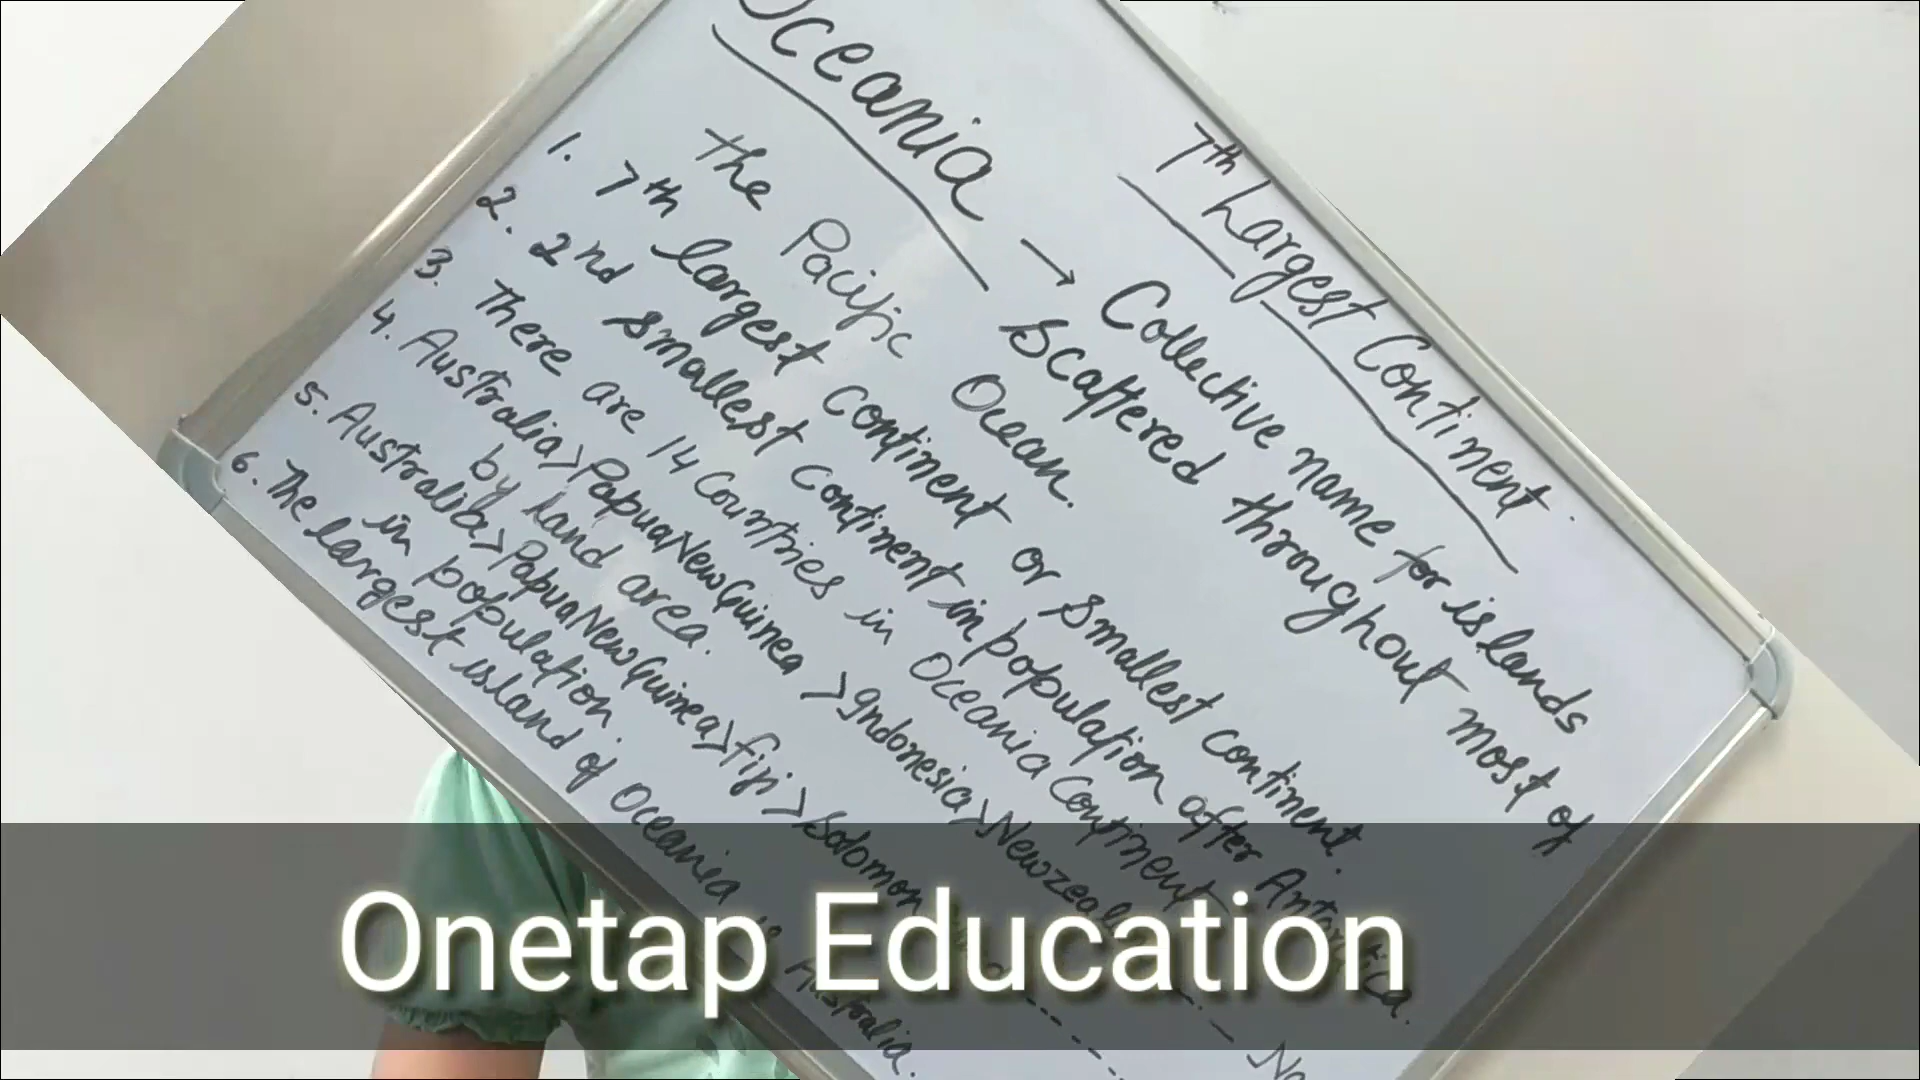 7th Largest Continent.
Oceania → Collective name for islands
Scattered throughout most of
the Pacific Ocean.
1. 7th largest continent or smallest continent.
2. 2nd smallest continent in population after Antarctica.
3. There are 14 Countries in Oceania Continent
4. Australia > Papua New Guinea > Indonesia > Newzeal
by land area.
5. Australia > Papua New Guinea > Fiji > Solomon
in population.
6. The largest island of Oceania is Australia.
Onetap Education